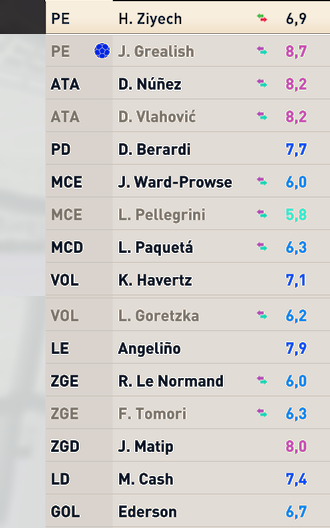 PE H. Ziyech 6,9
PE J. Grealish 8,7
ATA D. Núñez 8,2
ATA D. Vlahović 8,2
PD D. Berardi 7,7
MCE J. Ward-Prowse 6,0
MCE L. Pellegrini 5,8
MCD L. Paquetá 6,3
VOL K. Havertz 7,1
VOL L. Goretzka 6,2
LE Angeliño 7,9
ZGE R. Le Normand 6,0
ZGE F. Tomori 6,3
ZGD J. Matip 8,0
LD M. Cash 7,4
GOL Ederson 6,7